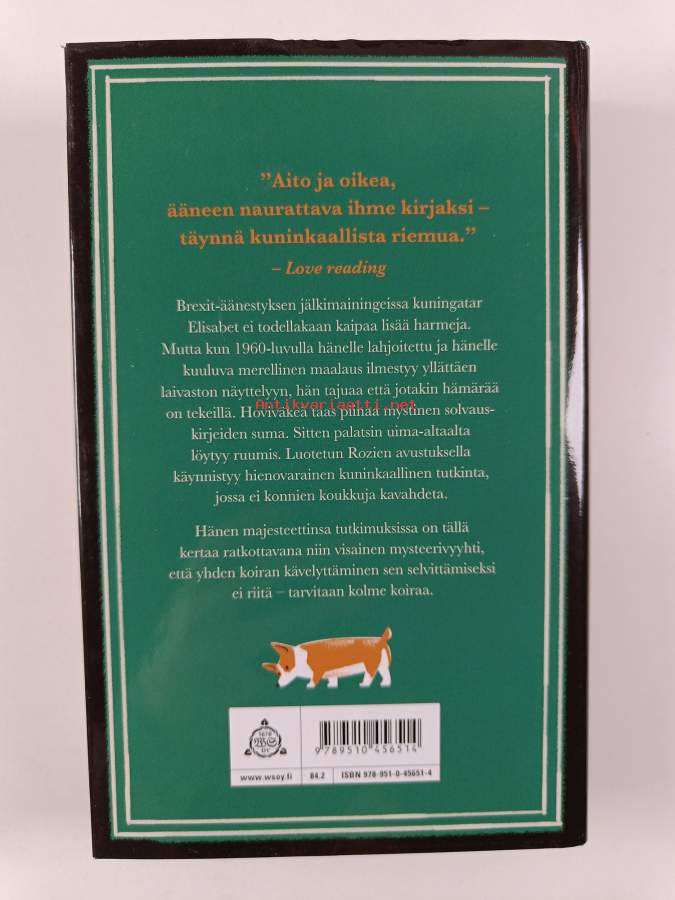 ”Aito ja oikea,
ääneen naurattava ihme kirjaksi –
täynnä kuninkaallista riemua.”
– Love reading
Brexit-äänestyksen jälkimainingeissa kuningatar
Elisabet ei todellakaan kaipaa lisää harmeja.
Mutta kun 1960-luvulla hänelle lahjoitettu ja hänelle
kuuluva merellinen maalaus ilmestyy yllättäen
laivaston näyttelyyn, hän tajuaa että jotakin hämärää
Antikvariaatti.net
on tekeillä. Hoviväkeä taas piinaa mystinen solvaus-
kirjeiden suma. Sitten palatsin uima-altaalta
löytyy ruumis. Luotetun Rozien avustuksella
käynnistyy hienovarainen kuninkaallinen tutkinta,
jossa ei konnien koukkuja kavahdeta.
Hänen majesteettinsa tutkimuksissa on tällä
kertaa ratkottavana niin visainen mysteerivyyhti,
että yhden koiran kävelyttäminen sen selvittämiseksi
ei riitä – tarvitaan kolme koiraa.
1878
WS
OY
9 789510 456514
www.wsoy.fi
84.2
ISBN 978-951-0-45651-4